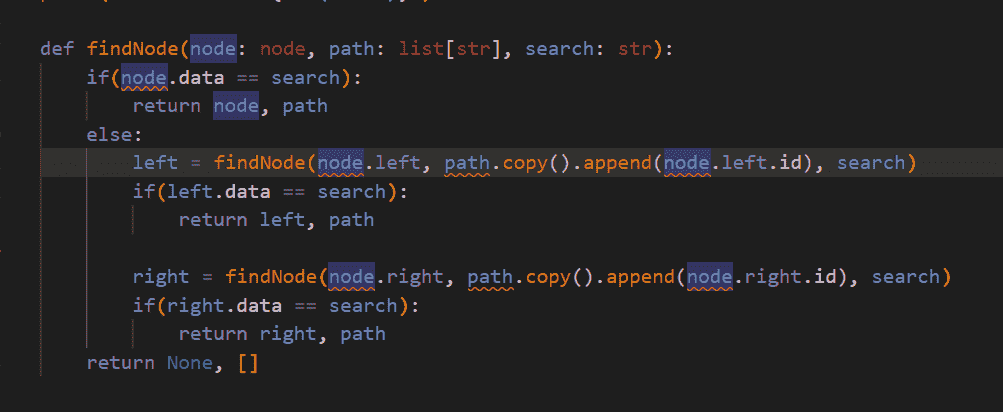 def findNode(node: node, path: list[str], search: str):
    if(node.data == search):
        return node, path
    else:
        left = findNode(node.left, path.copy().append(node.left.id), search)
        if(left.data == search):
            return left, path
        right = findNode(node.right, path.copy().append(node.right.id), search)
        if(right.data == search):
            return right, path
    return None, []